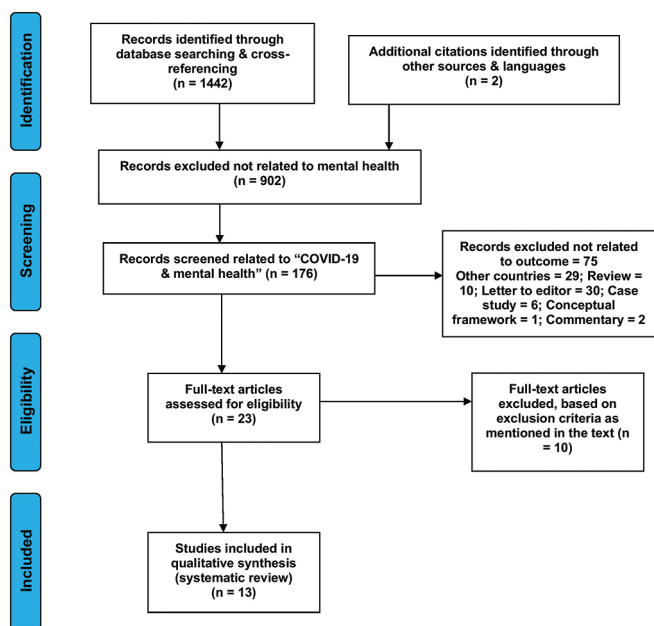 Identification
Records identified through
database searching & cross-
referencing
(n = 1442)
Additional citations identified through
other sources & languages
(n = 2)
Records excluded not related to mental health
(n = 902)
Screening
Records screened related to “COVID-19
& mental health” (n = 176)
Records excluded not related
to outcome = 75
Other countries = 29; Review =
10; Letter to editor = 30; Case
study = 6; Conceptual
framework = 1; Commentary = 2
Eligibility
Full-text articles
assessed for eligibility
(n = 23)
Full-text articles
excluded, based on
exclusion criteria as
mentioned in the text (n
= 10)
Included
Studies included in
qualitative synthesis
(systematic review)
(n = 13)